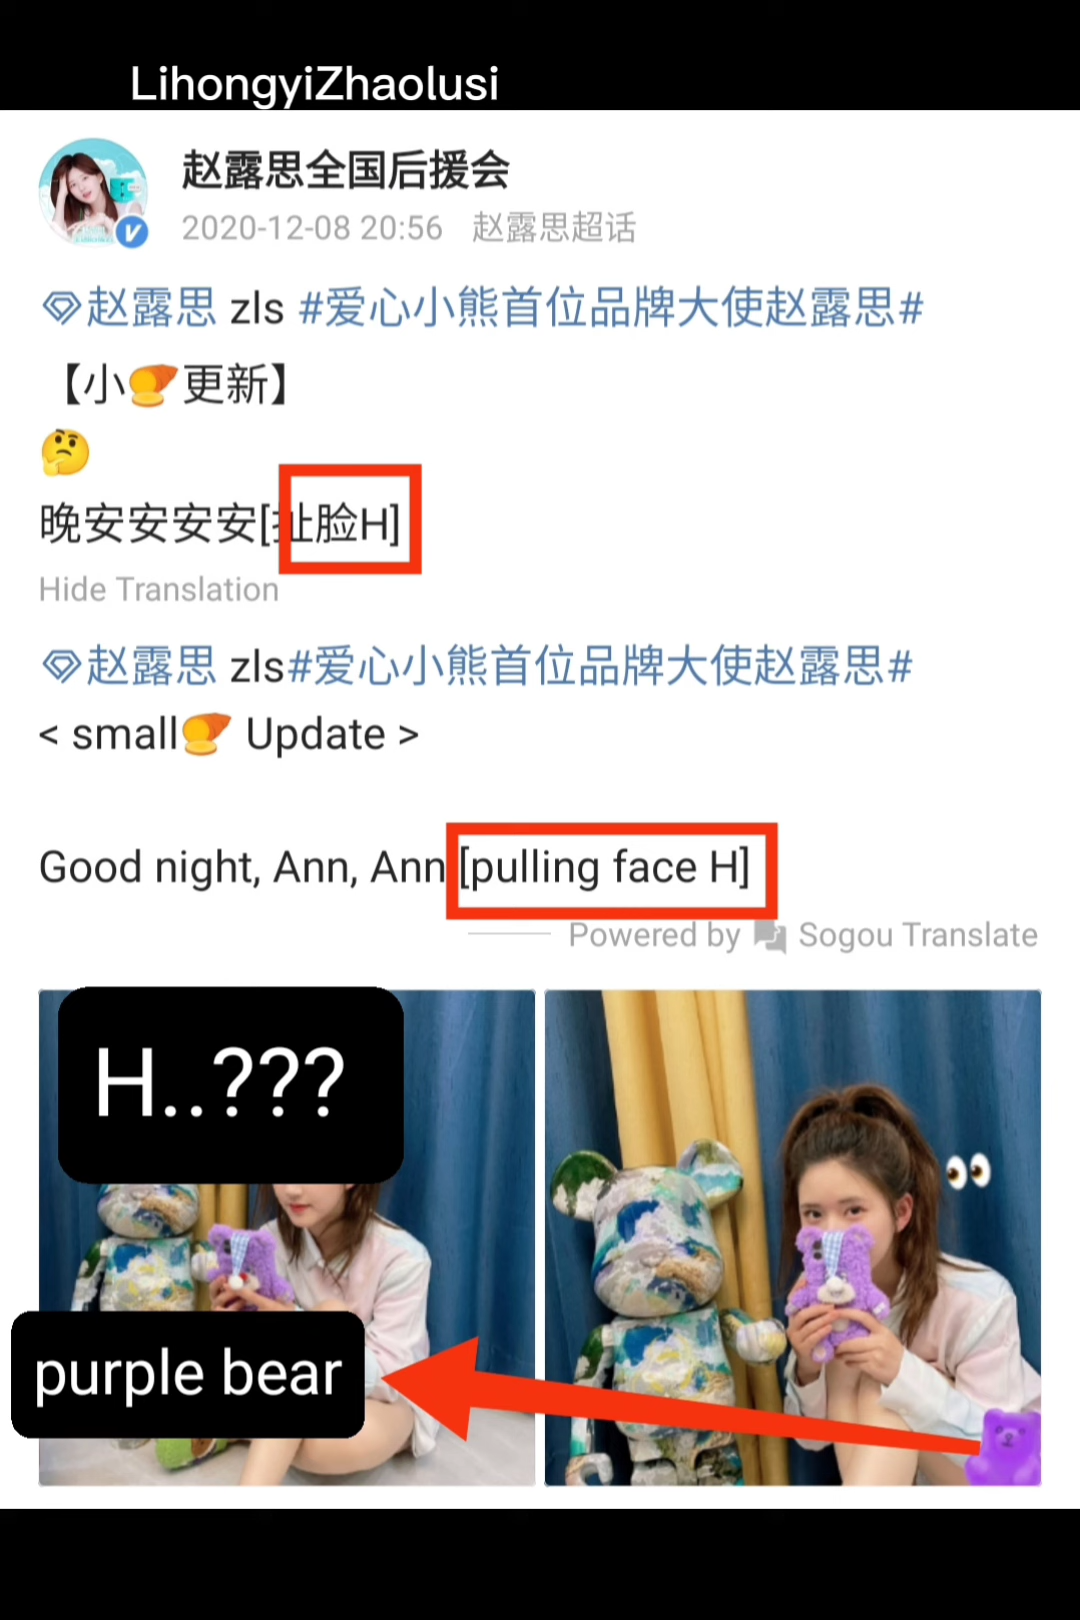 LihongyiZhaolusi
赵露思全国后援会
2020-12-08 20:56 赵露思超话
赵露思 zls #爱心小熊首位品牌大使赵露思#
【小🍠更新】
🤔
晚安安安安[扯脸H]
Hide Translation
赵露思 zls#爱心小熊首位品牌大使赵露思#
< small🍠 Update >
Good night, Ann, Ann [pulling face H]
Powered by Sogou Translate
H..???
purple bear